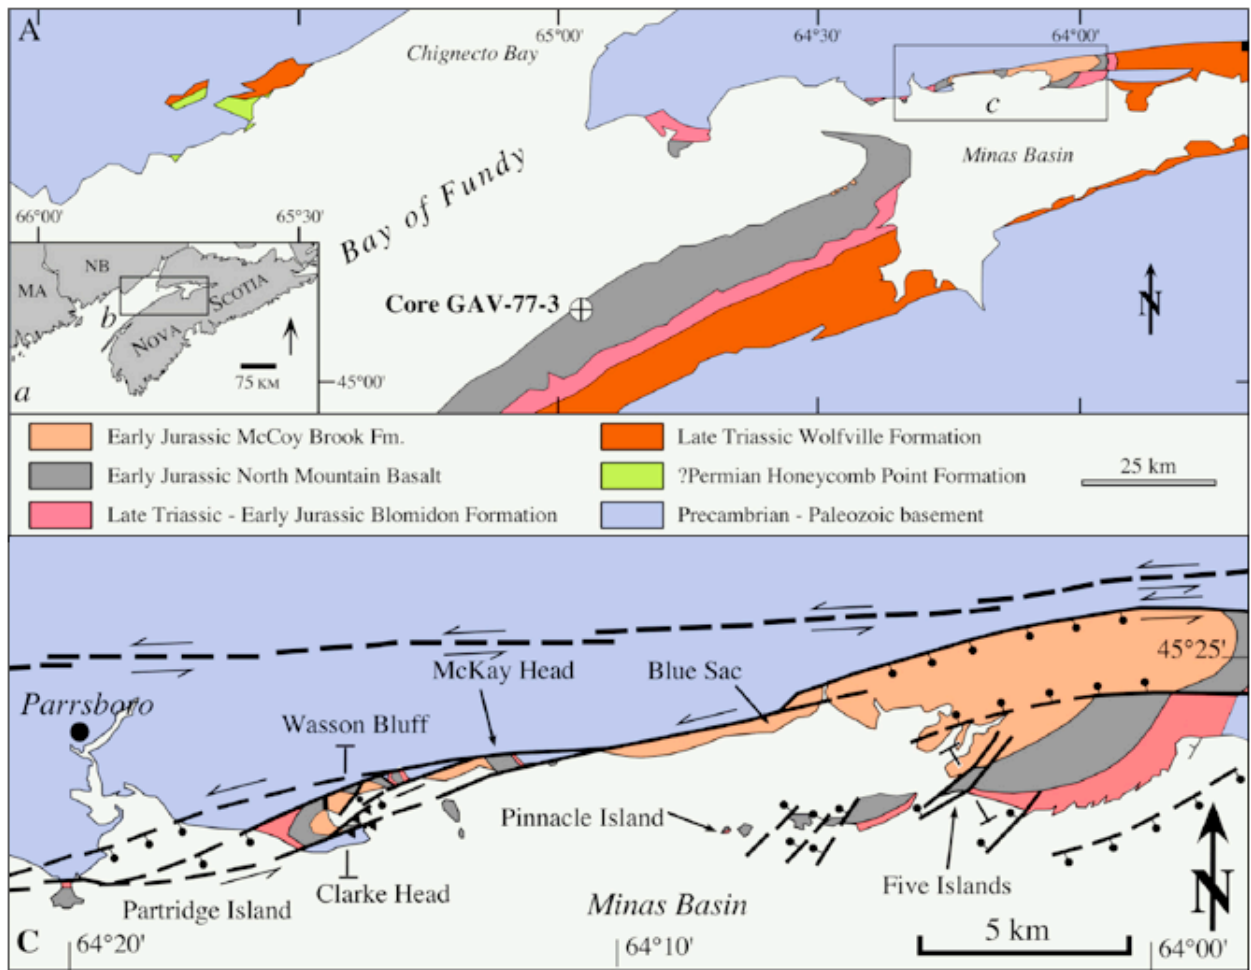 A
Chignecto Bay
65°00'
64°30'
64°00'
c
Minas Basin
Bay of Fundy
66°00'
65°30'
Core GAV-77-3
N
NB
MA
b
NOVA SCOTIA
75 KM
a
45°00'
Early Jurassic McCoy Brook Fm.
Late Triassic Wolfville Formation
Early Jurassic North Mountain Basalt
?Permian Honeycomb Point Formation
25 km
Late Triassic - Early Jurassic Blomidon Formation
Precambrian - Paleozoic basement
45°25'
McKay Head
Blue Sac
Parrsboro
Wasson Bluff
Pinnacle Island
Five Islands
Clarke Head
Partridge Island
Minas Basin
N
5 km
C
64°20'
64°10'
64°00'